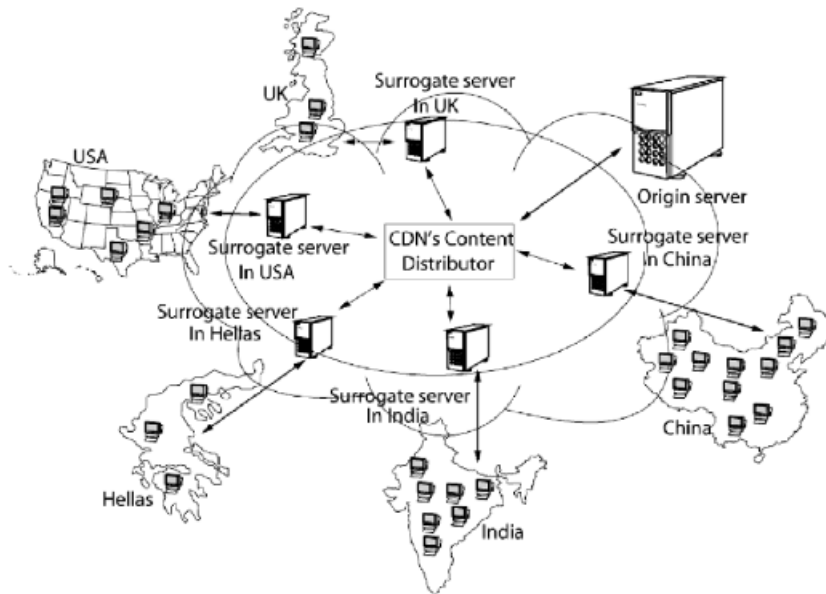 UK
Surrogate server
In UK
USA
Origin server
Surrogate server
In USA
CDN's Content
Distributor
Surrogate server
In China
Surrogate server
In Hellas
Surrogate server
In India
China
Hellas
India